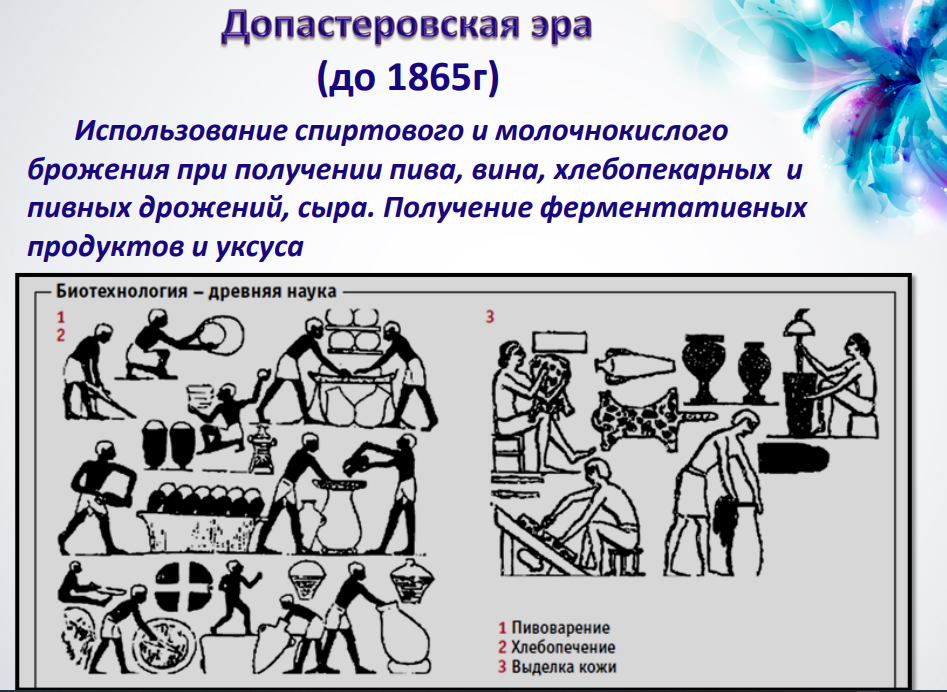 Допастеровская эра
(до 1865г)
Использование спиртового и молочнокислого
брожения при получении пива, вина, хлебопекарных и
пивных дрожений, сыра. Получение ферментативных
продуктов и уксуса
Биотехнология – древняя наука
1
2
3
1 Пивоварение
2 Хлебопечение
3 Выделка кожи